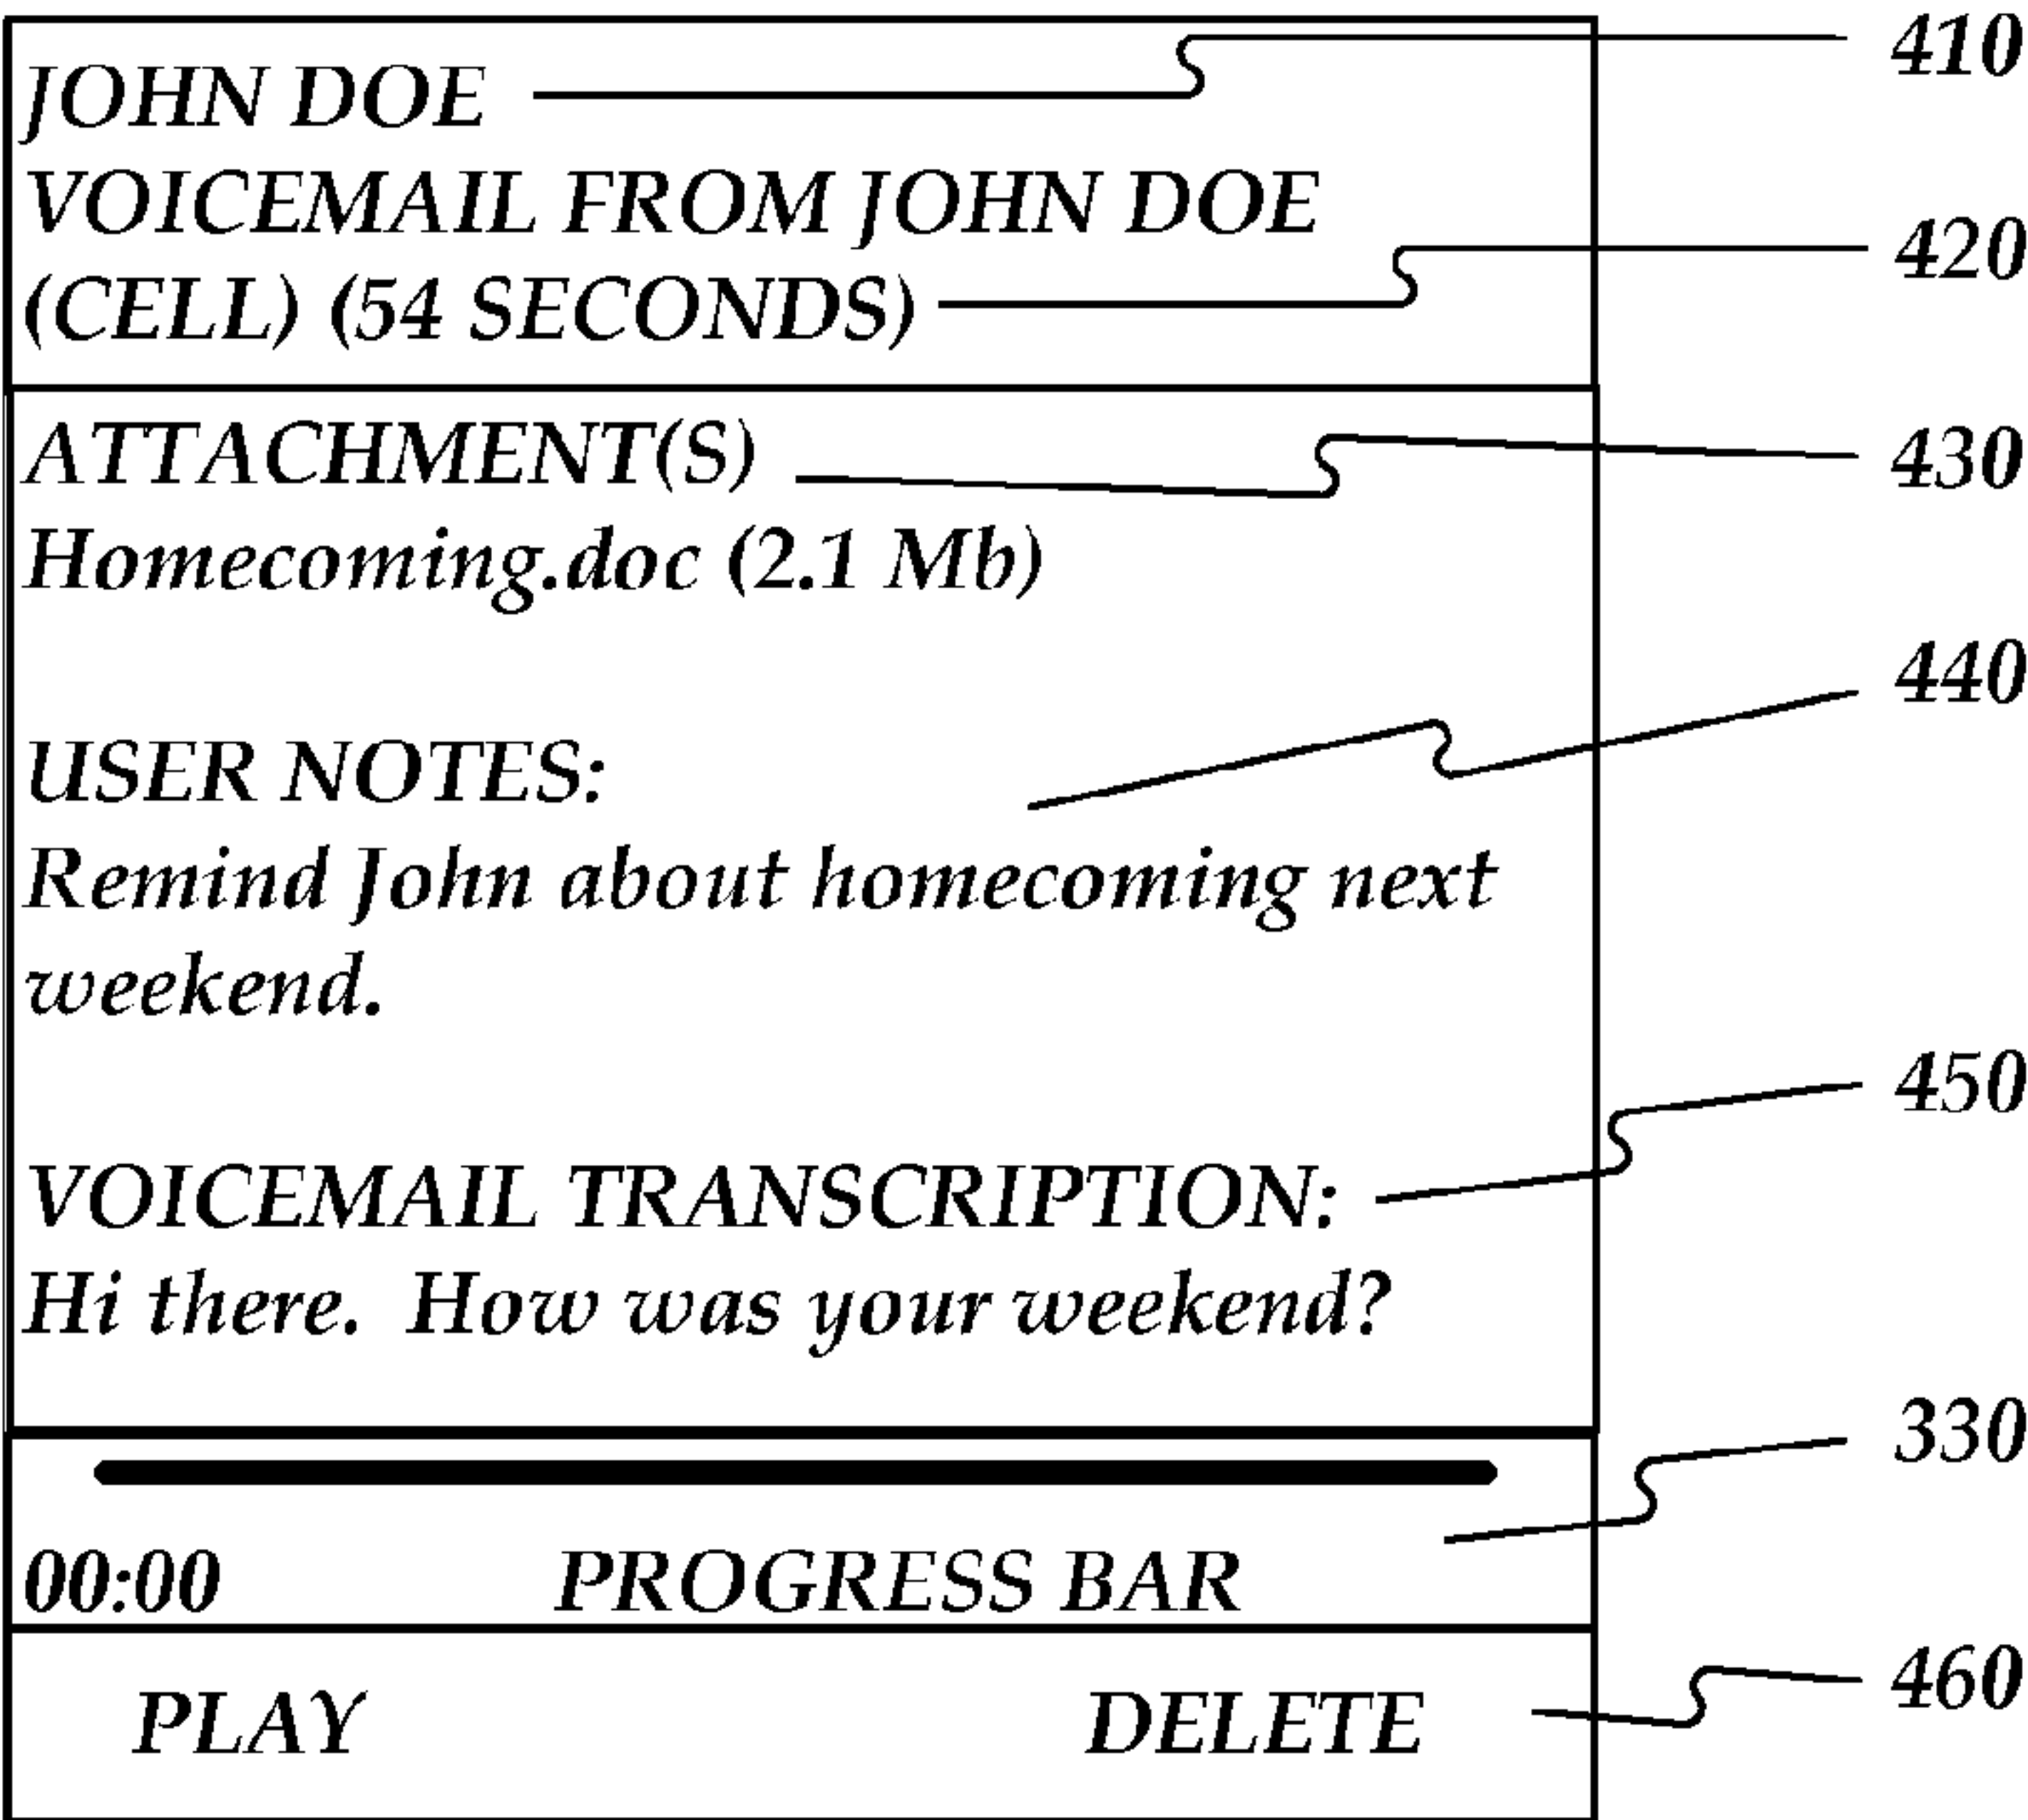 JOHN DOE 410
VOICEMAIL FROM JOHN DOE
(CELL) (54 SECONDS) 420
ATTACHMENT(S) 430
Homecoming.doc (2.1 Mb)
440
USER NOTES:
Remind John about homecoming next
weekend.
450
VOICEMAIL TRANSCRIPTION:
Hi there.  How was your weekend?
330
00:00 PROGRESS BAR
PLAY DELETE 460